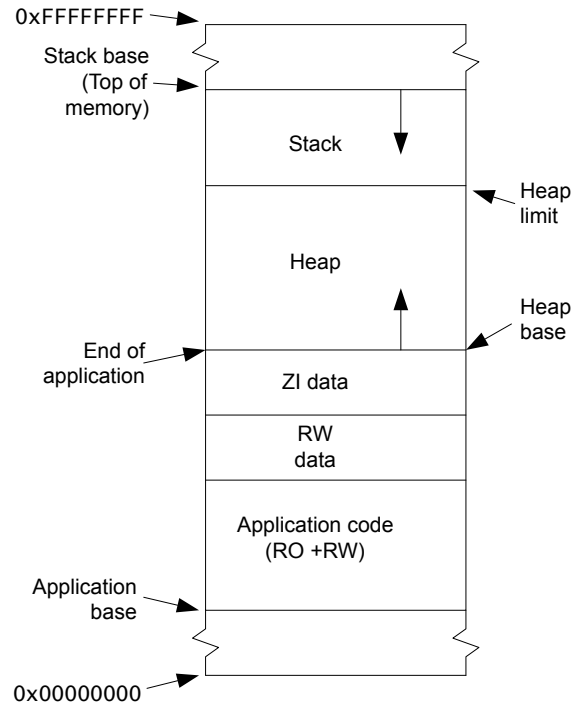 0xFFFFFFFF
Stack base
(Top of
memory)
Stack
Heap
limit
Heap
Heap
base
End of
application
ZI data
RW
data
Application code
(RO +RW)
Application
base
0x00000000